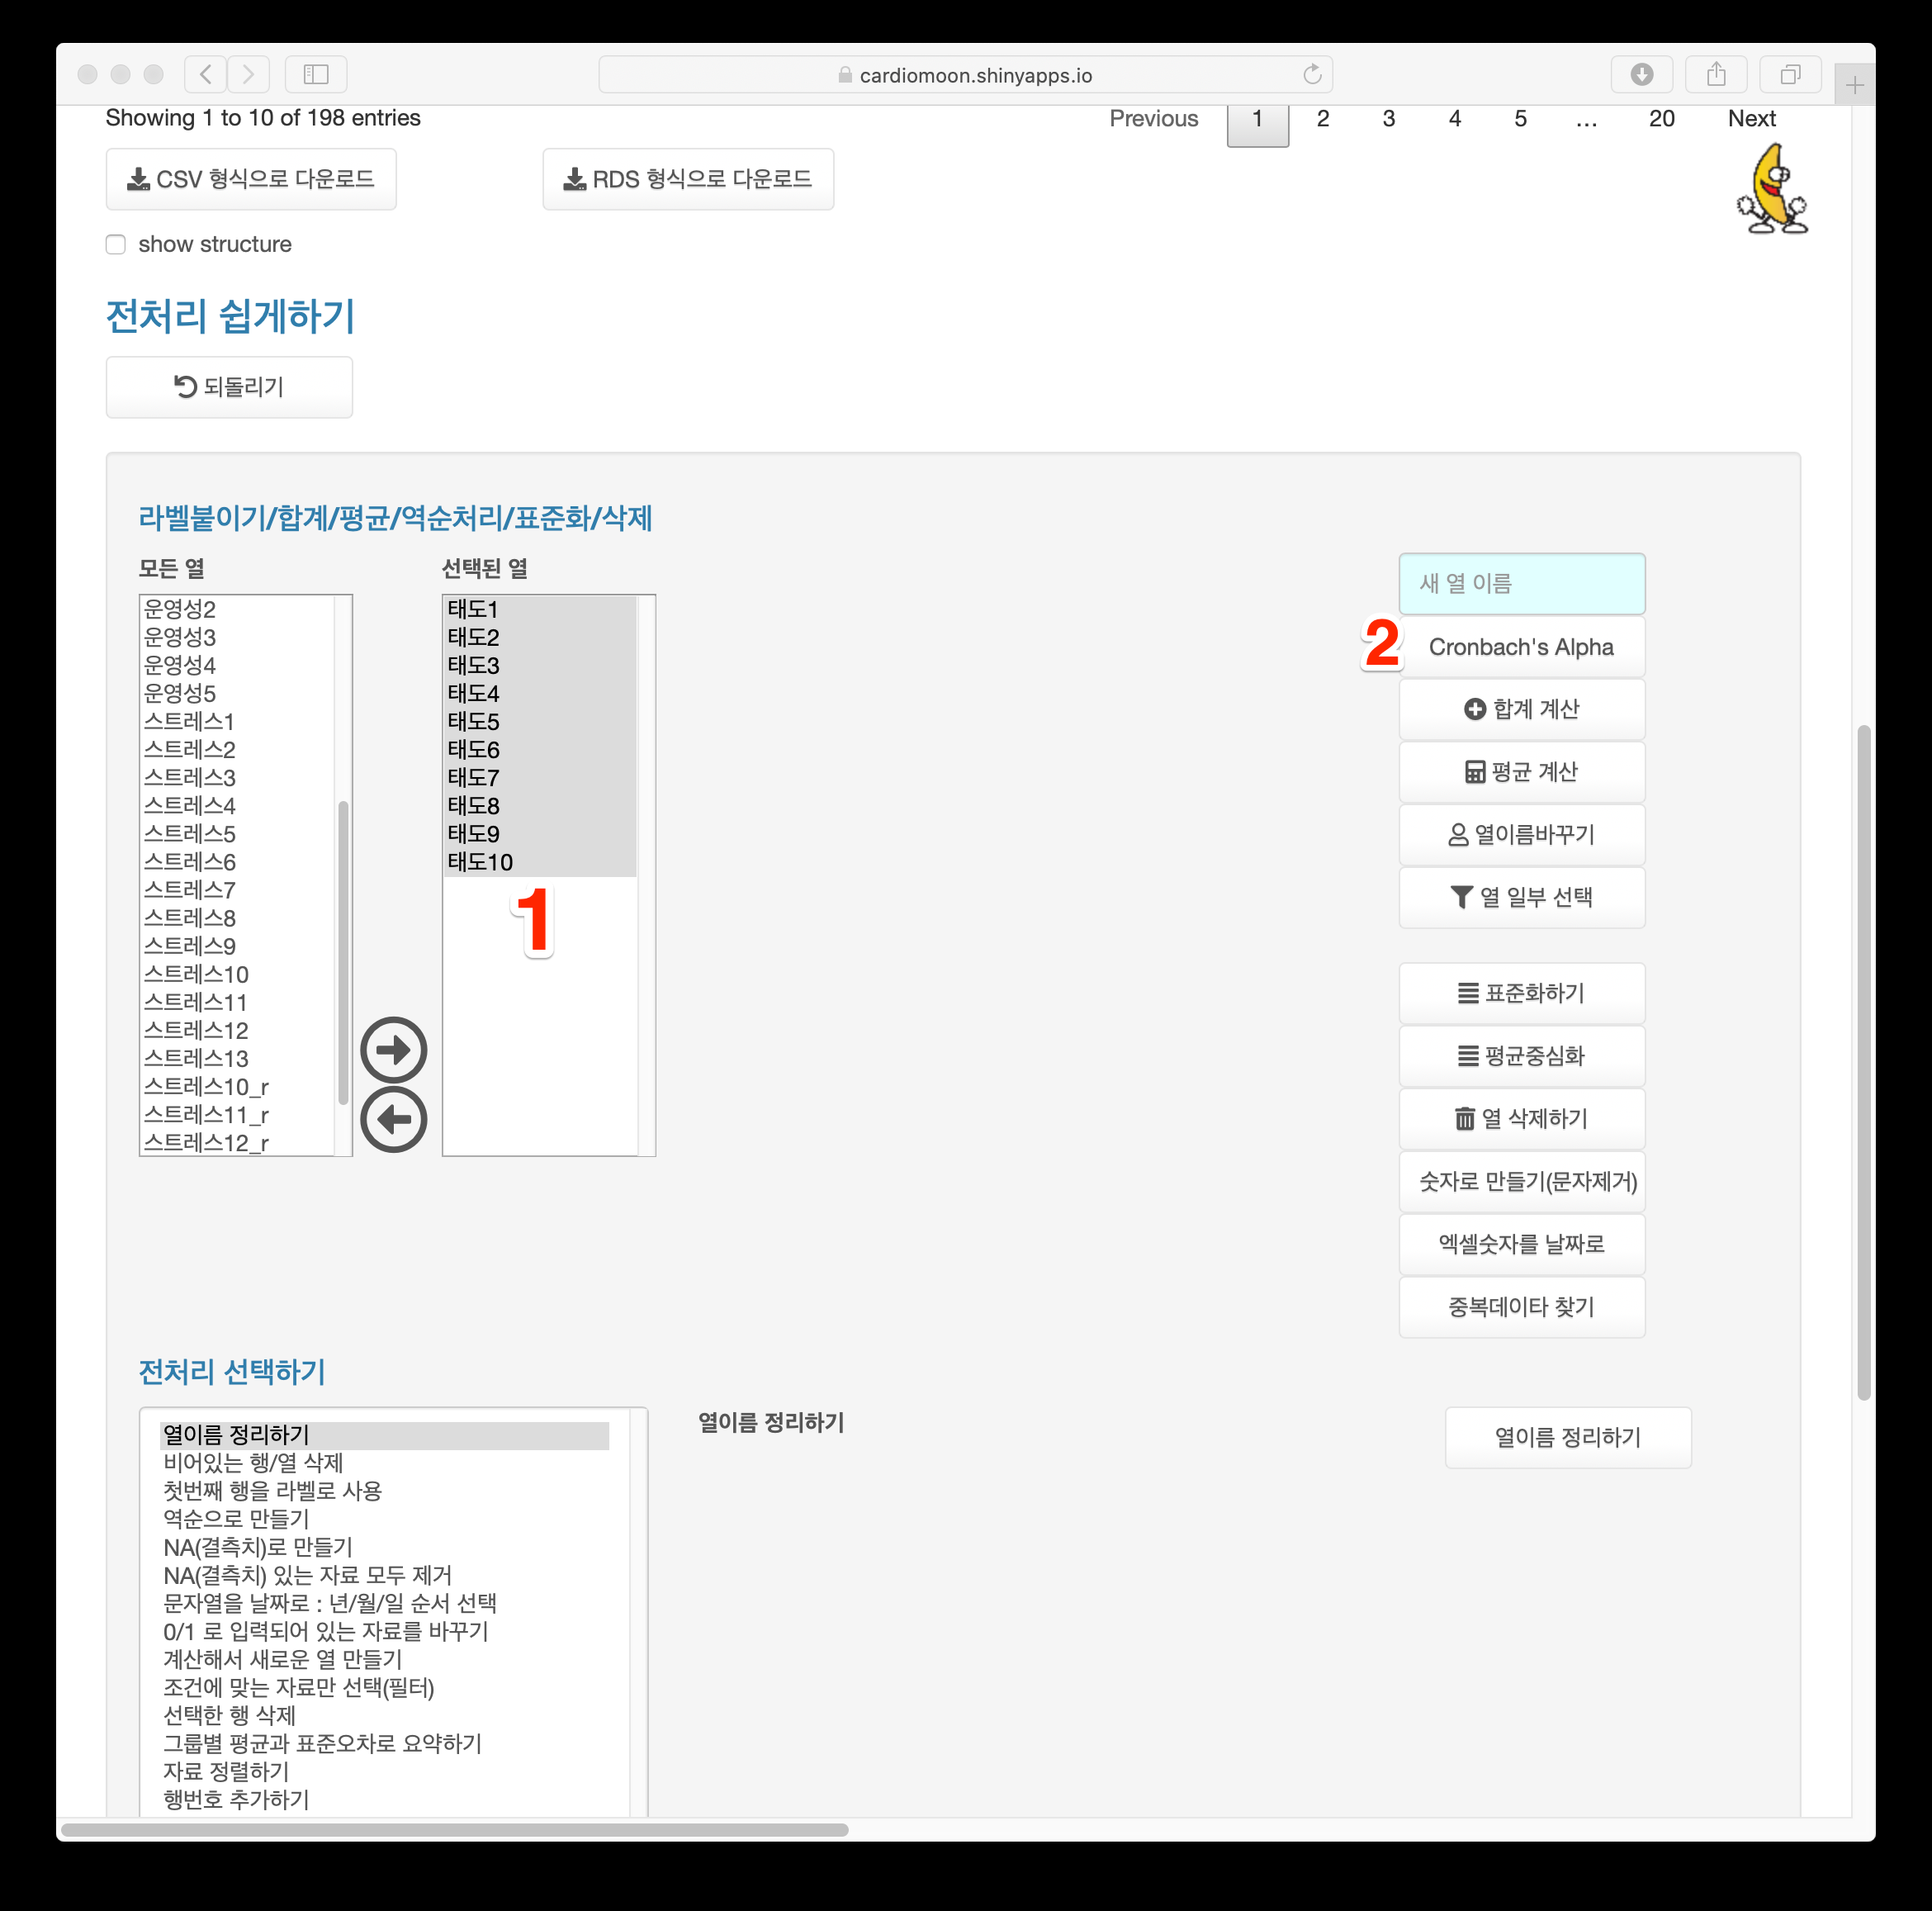 cardiomoon.shinyapps.io
Showing 1 to 10 of 198 entries
Previous 1 2 3 4 5 ... 20 Next
CSV 형식으로 다운로드
RDS 형식으로 다운로드
show structure
전처리 쉽게하기
되돌리기
라벨붙이기/합계/평균/역순처리/표준화/삭제
모든 열
운영성2
운영성3
운영성4
운영성5
스트레스1
스트레스2
스트레스3
스트레스4
스트레스5
스트레스6
스트레스7
스트레스8
스트레스9
스트레스10
스트레스11
스트레스12
스트레스13
스트레스10_r
스트레스11_r
스트레스12_r
선택된 열
태도1
태도2
태도3
태도4
태도5
태도6
태도7
태도8
태도9
태도10
1
새 열 이름
2
Cronbach's Alpha
합계 계산
평균 계산
열이름바꾸기
열 일부 선택
표준화하기
평균중심화
열 삭제하기
숫자로 만들기(문자제거)
엑셀숫자를 날짜로
중복데이타 찾기
전처리 선택하기
열이름 정리하기
비어있는 행/열 삭제
첫번째 행을 라벨로 사용
역순으로 만들기
NA(결측치)로 만들기
NA(결측치) 있는 자료 모두 제거
문자열을 날짜로 : 년/월/일 순서 선택
0/1 로 입력되어 있는 자료를 바꾸기
계산해서 새로운 열 만들기
조건에 맞는 자료만 선택(필터)
선택한 행 삭제
그룹별 평균과 표준오차로 요약하기
자료 정렬하기
행번호 추가하기
열이름 정리하기
열이름 정리하기